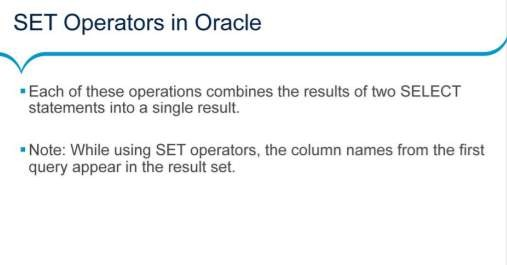 SET Operators in Oracle
Each of these operations combines the results of two SELECT
statements into a single result.
Note: While using SET operators, the column names from the first
query appear in the result set.